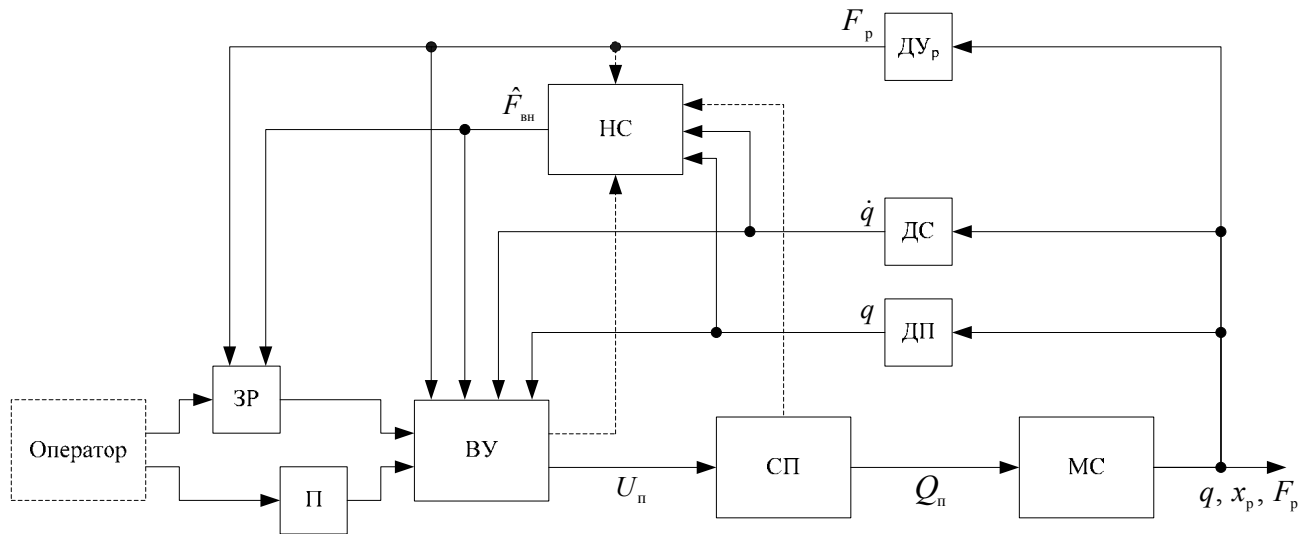 F_р
ДУ_р
F̂_вн
НС
q̇
ДС
q
ДП
ЗР
Оператор
ВУ
СП
МС
П
U_п
Q_п
q, x_р, F_р